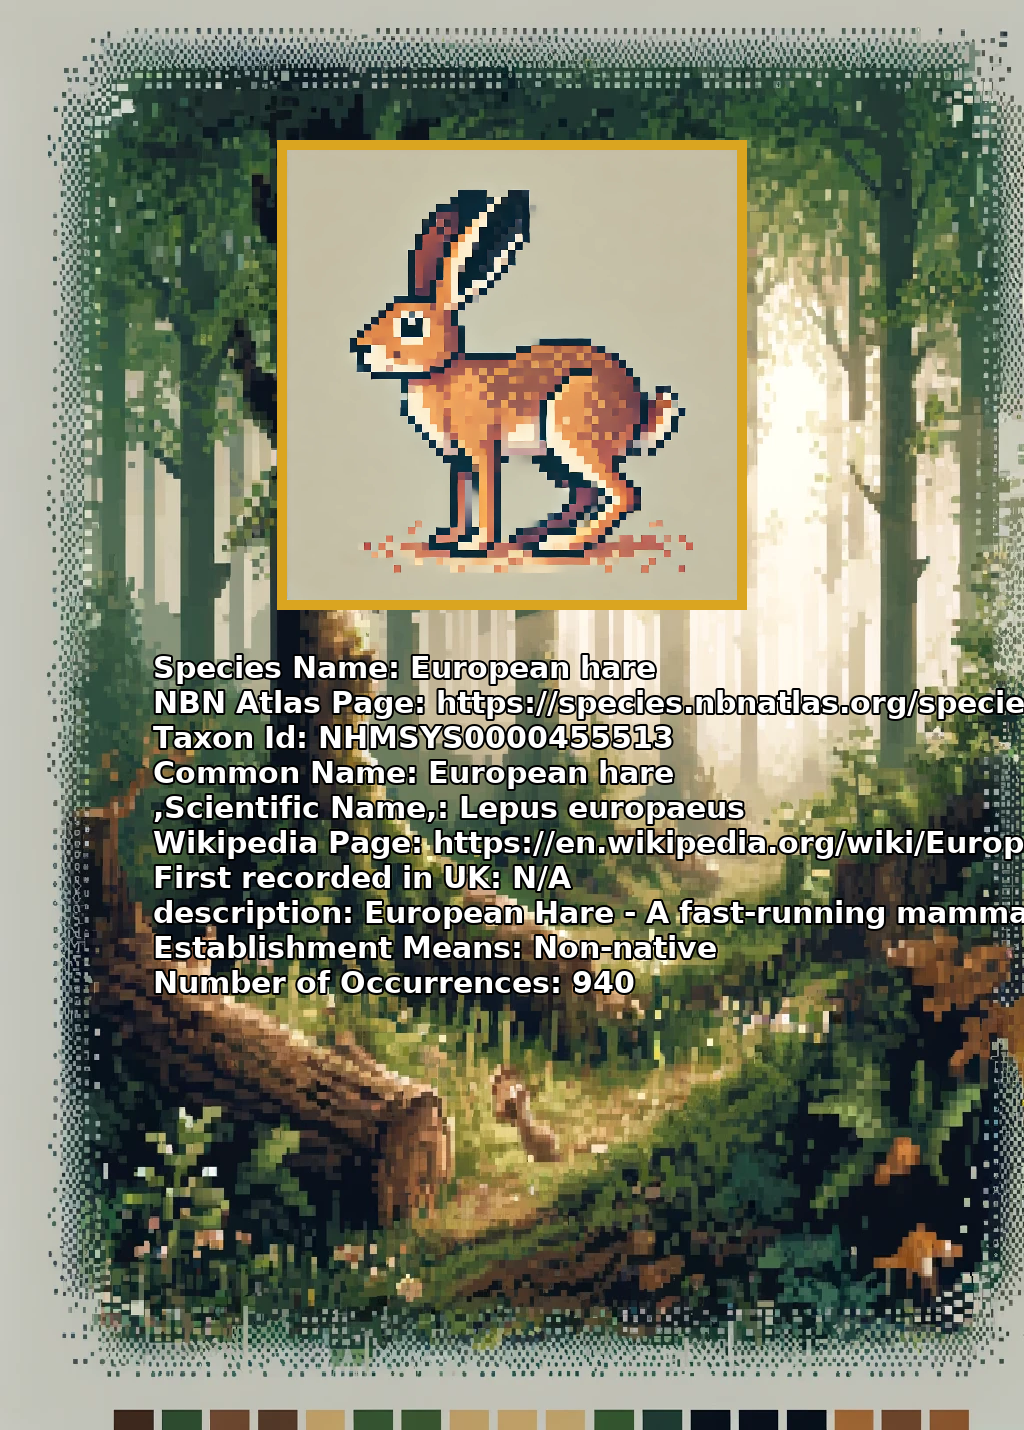 Species Name: European hare
NBN Atlas Page: https://species.nbnatlas.org/specie
Taxon Id: NHMSYS0000455513
Common Name: European hare
,Scientific Name,: Lepus europaeus
Wikipedia Page: https://en.wikipedia.org/wiki/Europ
First recorded in UK: N/A
description: European Hare - A fast-running mamma
Establishment Means: Non-native
Number of Occurrences: 940